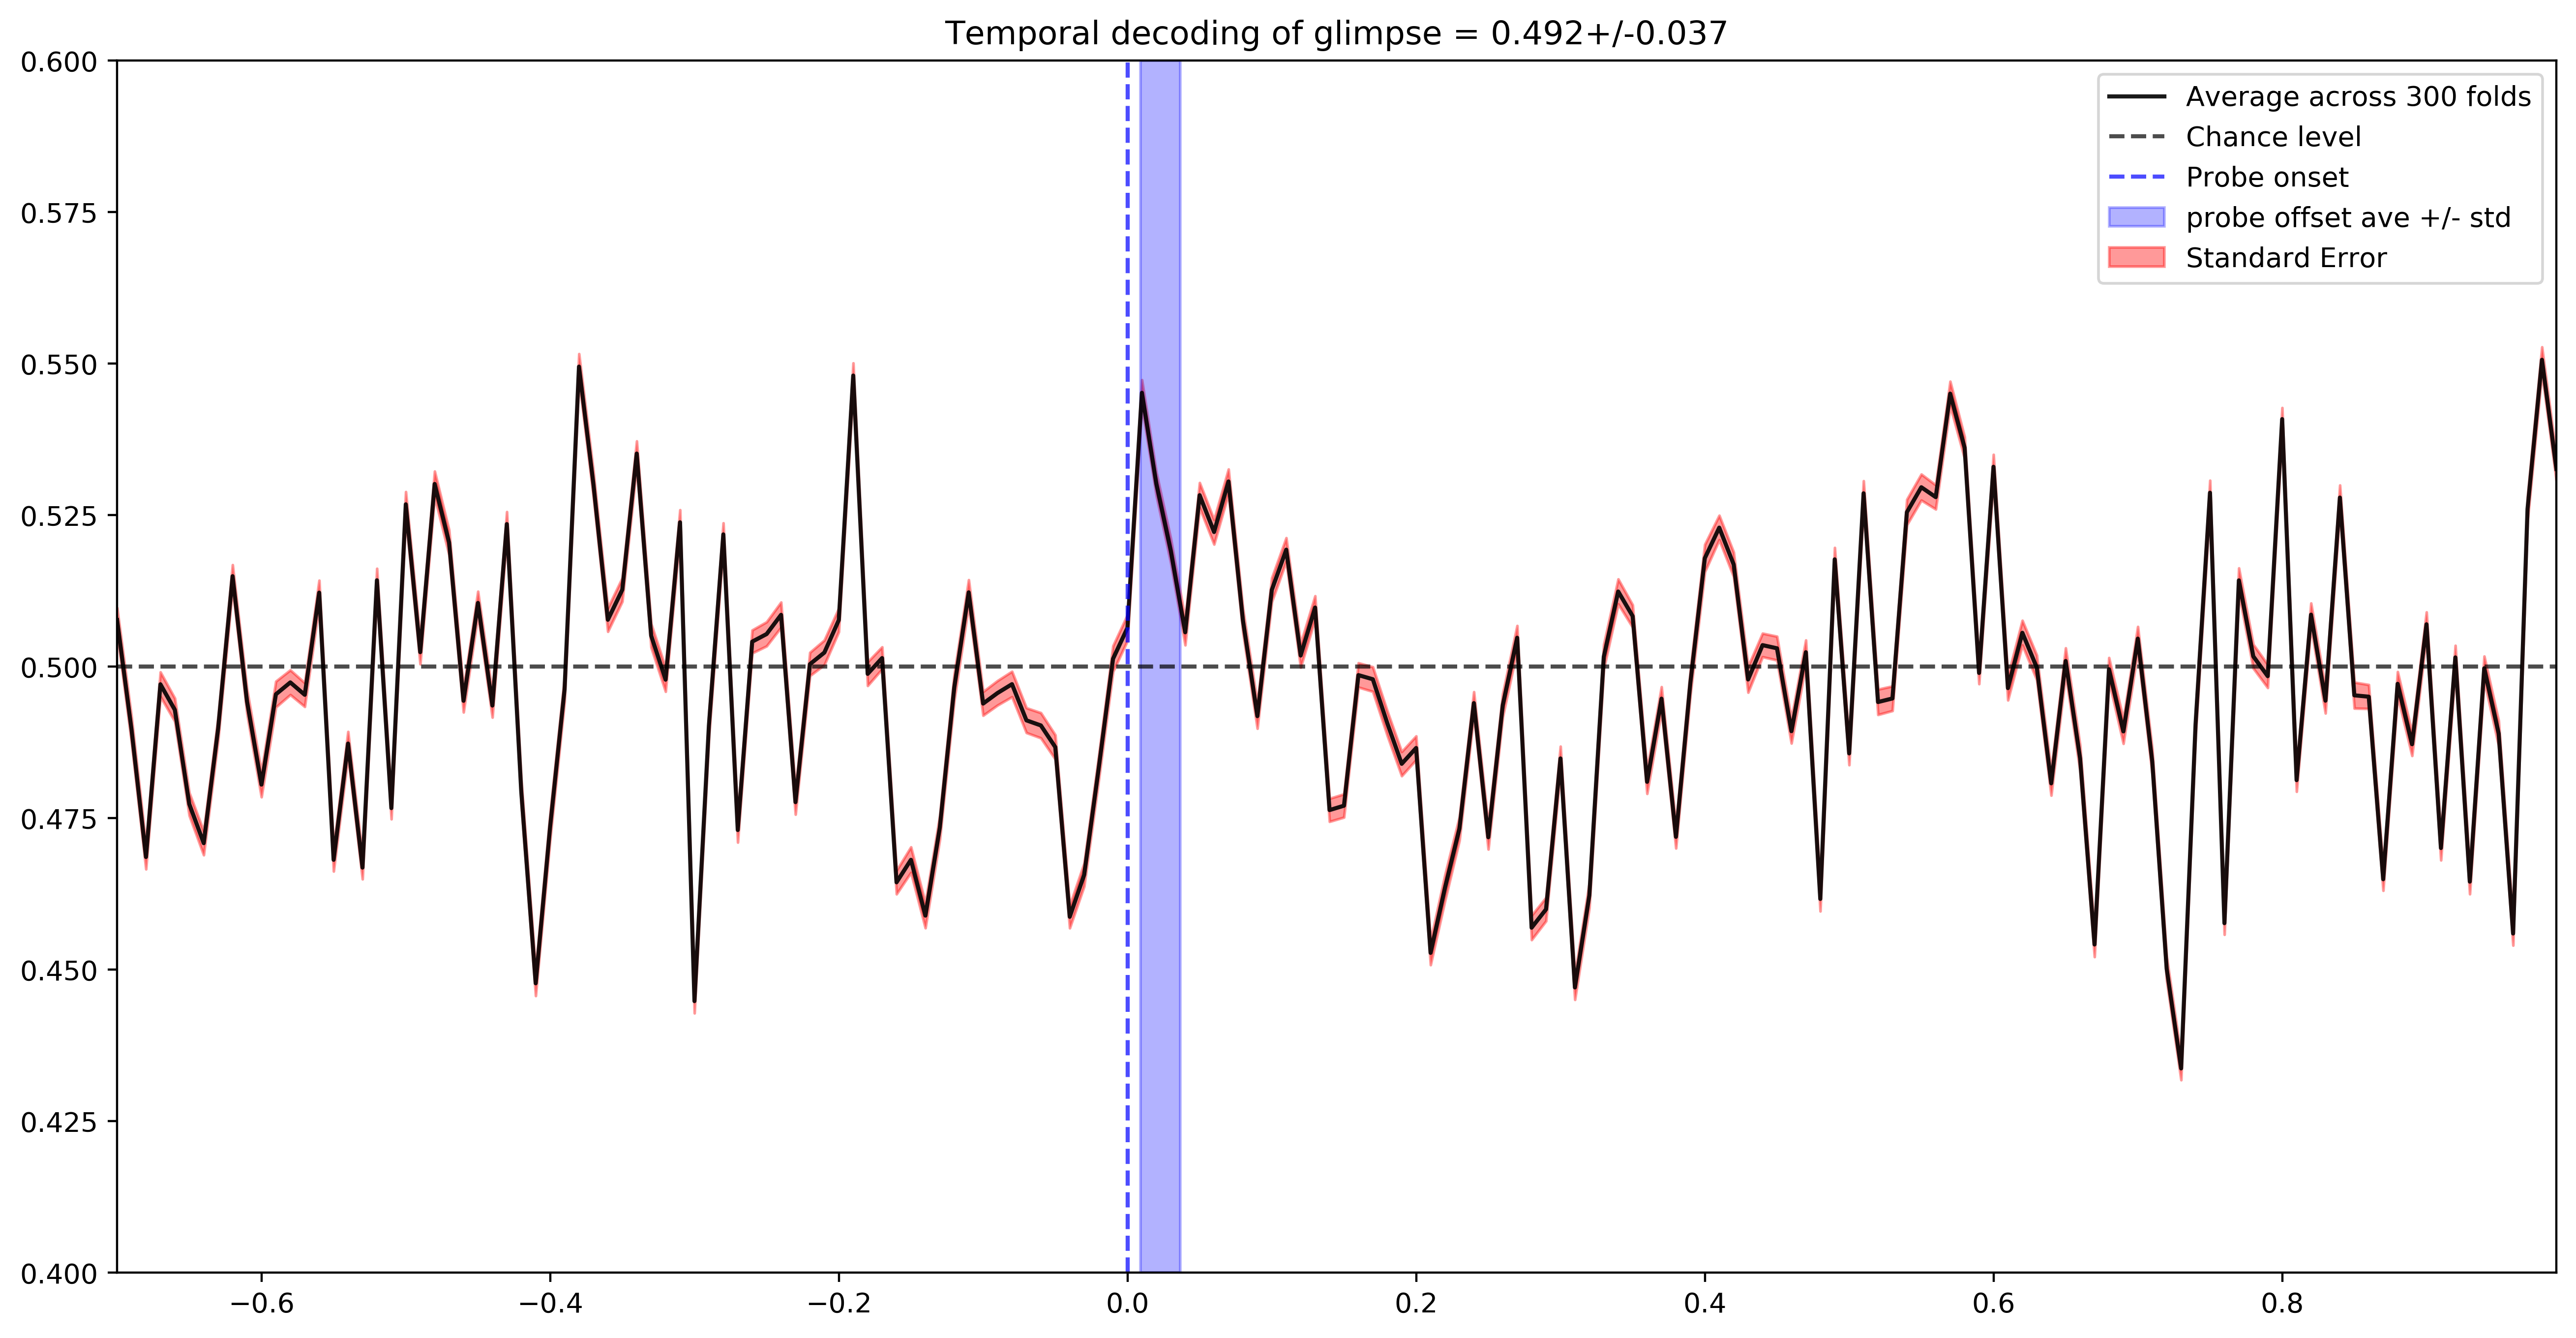 Temporal decoding of glimpse = 0.492+/-0.037
0.600
0.575
0.550
0.525
0.500
0.475
0.450
0.425
0.400
Average across 300 folds
Chance level
Probe onset
probe offset ave +/- std
Standard Error
−0.6 −0.4 −0.2 0.0 0.2 0.4 0.6 0.8